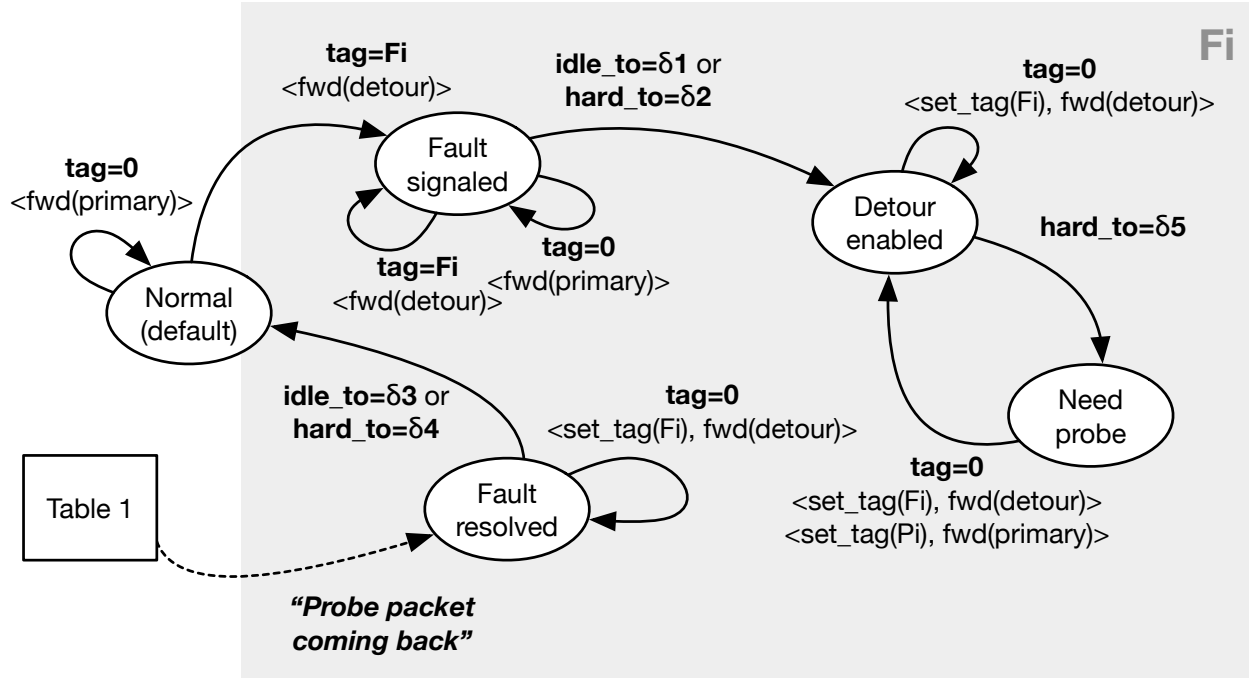 Fi
tag=Fi
<fwd(detour)>
idle_to=δ1 or
hard_to=δ2
tag=0
<set_tag(Fi), fwd(detour)>
Fault
signaled
tag=0
<fwd(primary)>
Detour
enabled
hard_to=δ5
tag=0
<fwd(primary)>
tag=Fi
<fwd(detour)>
Normal
(default)
idle_to=δ3 or
hard_to=δ4
tag=0
<set_tag(Fi), fwd(detour)>
Need
probe
tag=0
<set_tag(Fi), fwd(detour)>
<set_tag(Pi), fwd(primary)>
Table 1
Fault
resolved
“Probe packet
coming back”